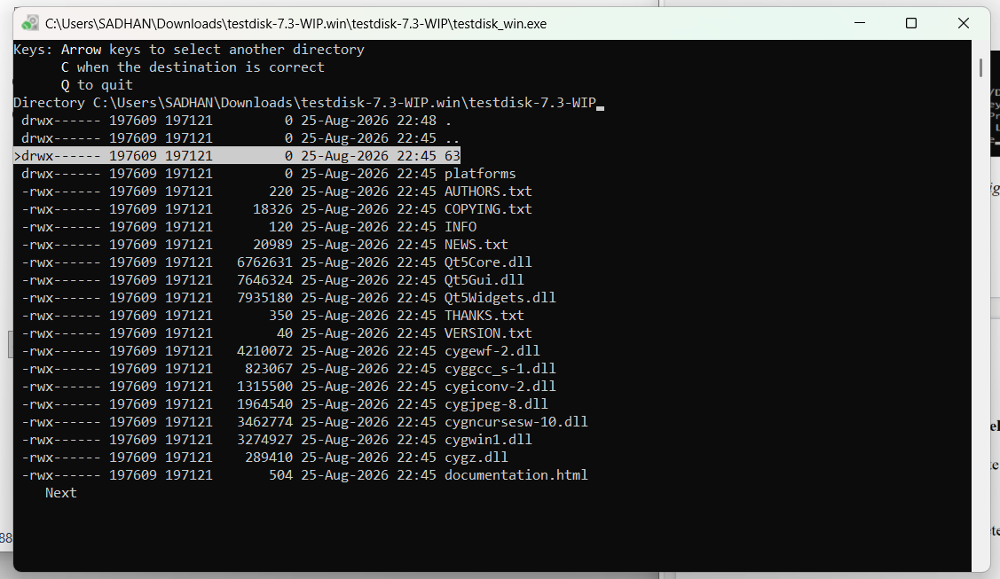 C:\Users\SADHAN\Downloads\testdisk-7.3-WIP.win\testdisk-7.3-WIP\testdisk_win.exe
Keys: Arrow keys to select another directory
      C when the destination is correct
      Q to quit
Directory C:\Users\SADHAN\Downloads\testdisk-7.3-WIP.win\testdisk-7.3-WIP_
 drwx------ 197609 197121         0 25-Aug-2026 22:48 .
 drwx------ 197609 197121         0 25-Aug-2026 22:45 ..
>drwx------ 197609 197121         0 25-Aug-2026 22:45 63
 drwx------ 197609 197121         0 25-Aug-2026 22:45 platforms
 -rwx------ 197609 197121       220 25-Aug-2026 22:45 AUTHORS.txt
 -rwx------ 197609 197121     18326 25-Aug-2026 22:45 COPYING.txt
 -rwx------ 197609 197121       120 25-Aug-2026 22:45 INFO
 -rwx------ 197609 197121     20989 25-Aug-2026 22:45 NEWS.txt
 -rwx------ 197609 197121   6762631 25-Aug-2026 22:45 Qt5Core.dll
 -rwx------ 197609 197121   7646324 25-Aug-2026 22:45 Qt5Gui.dll
 -rwx------ 197609 197121   7935180 25-Aug-2026 22:45 Qt5Widgets.dll
 -rwx------ 197609 197121       350 25-Aug-2026 22:45 THANKS.txt
 -rwx------ 197609 197121        40 25-Aug-2026 22:45 VERSION.txt
 -rwx------ 197609 197121   4210072 25-Aug-2026 22:45 cygewf-2.dll
 -rwx------ 197609 197121    823067 25-Aug-2026 22:45 cyggcc_s-1.dll
 -rwx------ 197609 197121   1315500 25-Aug-2026 22:45 cygiconv-2.dll
 -rwx------ 197609 197121   1964540 25-Aug-2026 22:45 cygjpeg-8.dll
 -rwx------ 197609 197121   3462774 25-Aug-2026 22:45 cygncursesw-10.dll
 -rwx------ 197609 197121   3274927 25-Aug-2026 22:45 cygwin1.dll
 -rwx------ 197609 197121    289410 25-Aug-2026 22:45 cygz.dll
 -rwx------ 197609 197121       504 25-Aug-2026 22:45 documentation.html
    Next
88